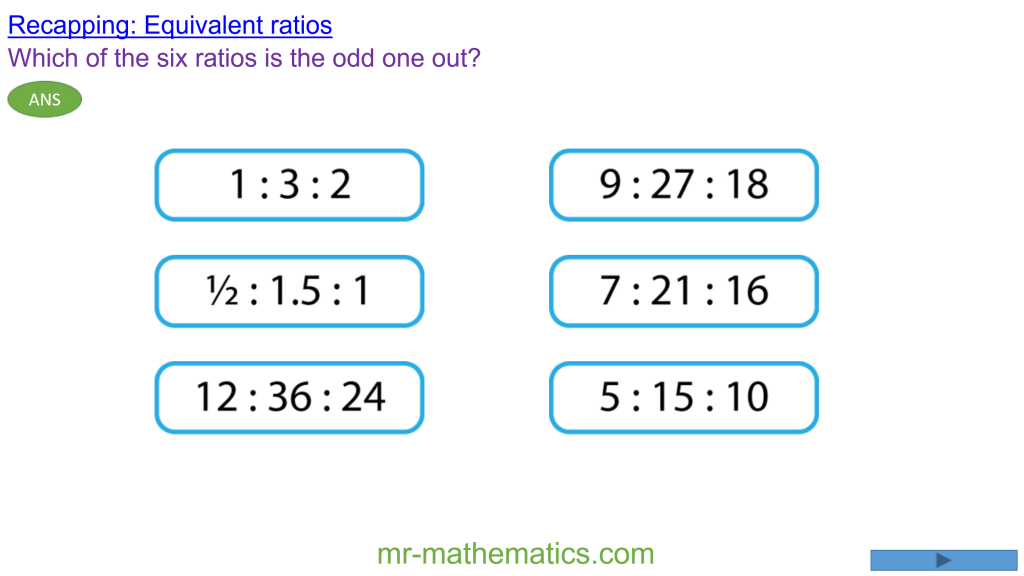 Recapping: Equivalent ratios
Which of the six ratios is the odd one out?
ANS
1 : 3 : 2
9 : 27 : 18
½ : 1.5 : 1
7 : 21 : 16
12 : 36 : 24
5 : 15 : 10
mr-mathematics.com